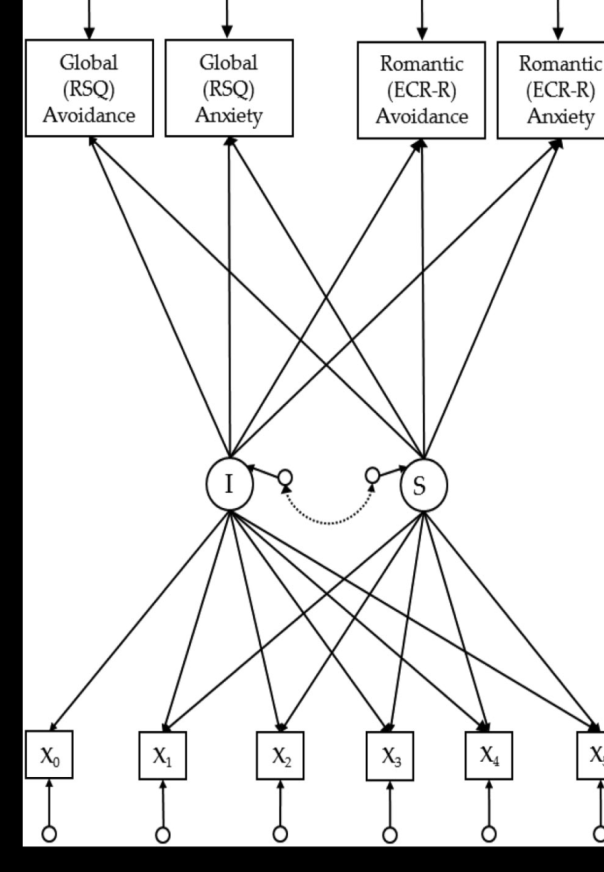 Global
(RSQ)
Avoidance
Global
(RSQ)
Anxiety
Romantic
(ECR-R)
Avoidance
Romantic
(ECR-R)
Anxiety
I
S
X₀
X₁
X₂
X₃
X₄
X